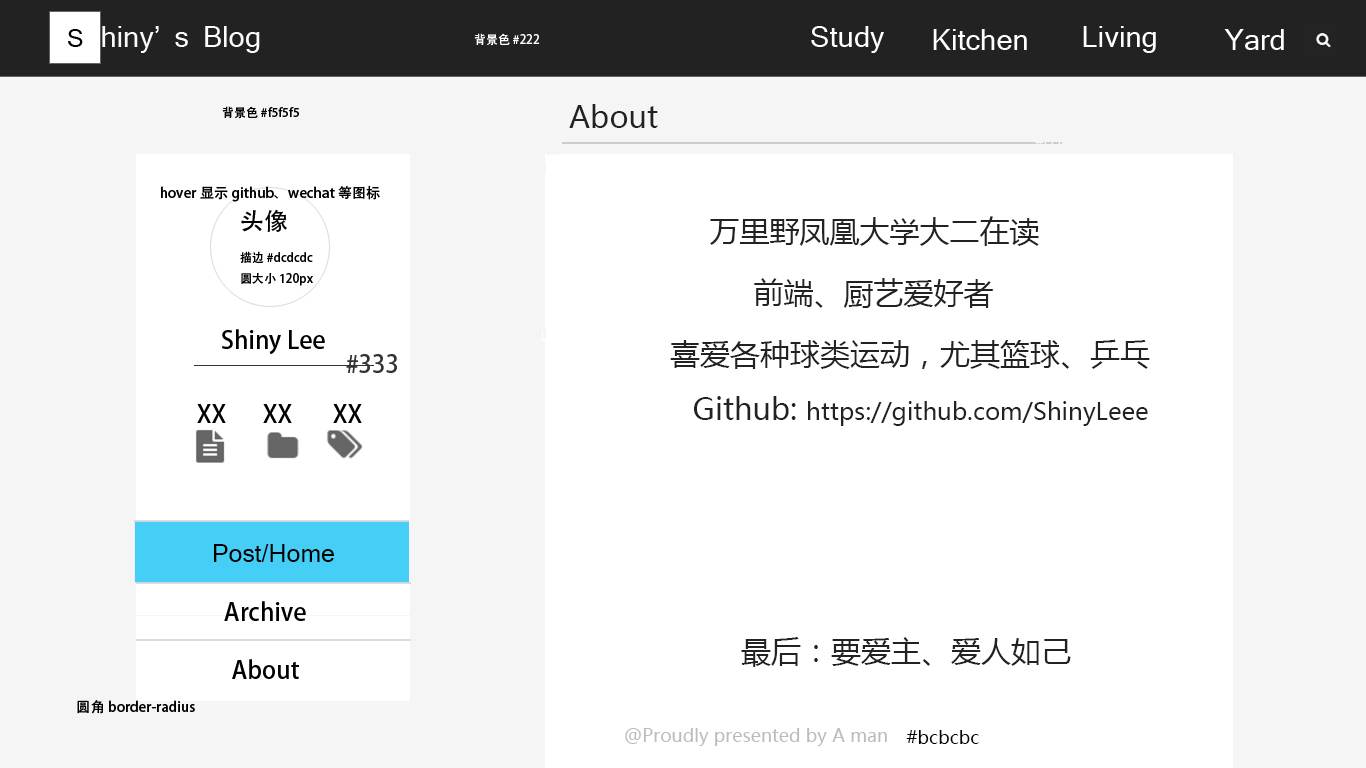 Shiny’ s Blog
背景色 #222
Study
Kitchen
Living
Yard
背景色 #f5f5f5
About
hover 显示 github、wechat 等图标
头像
描边 #dcdcdc
圆大小 120px
Shiny Lee
#333
XX XX XX
Post/Home
Archive
About
圆角 border-radius
万里野凤凰大学大二在读
前端、厨艺爱好者
喜爱各种球类运动，尤其篮球、乒乓
Github: https://github.com/ShinyLeee
最后：要爱主、爱人如己
@Proudly presented by A man #bcbcbc